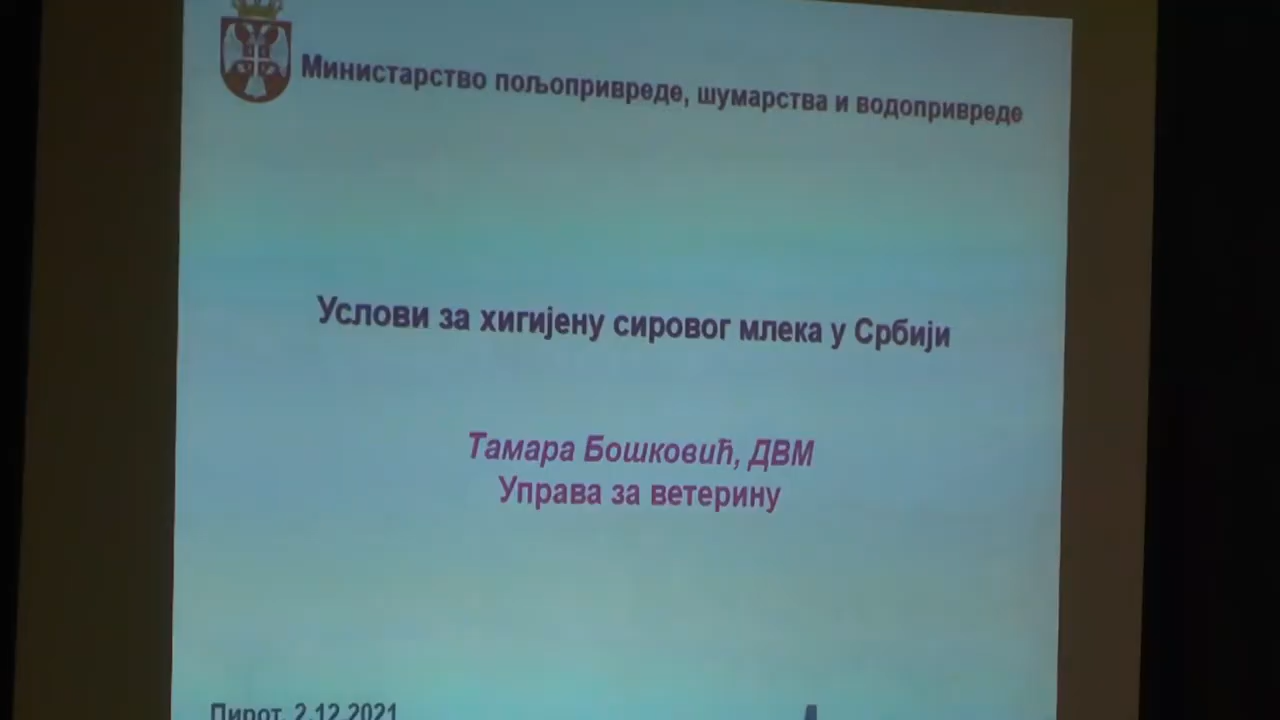 Министарство пољопривреде, шумарства и водопривреде
Услови за хигијену сировог млека у Србији
Тамара Бошковић, ДВМ
Управа за ветерину
Пирот, 2.12.2021